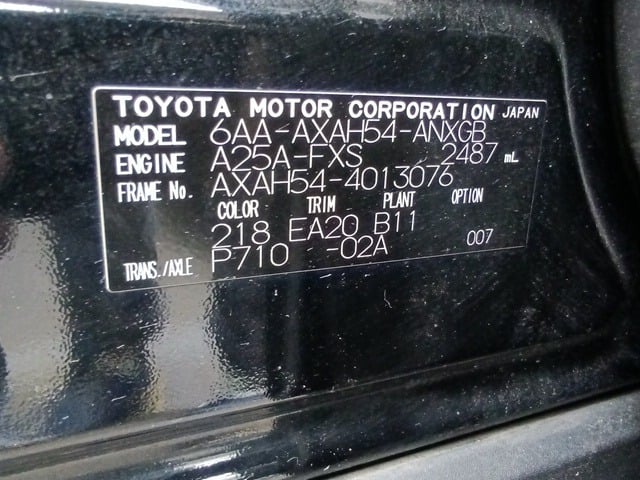 TOYOTA MOTOR CORPORATION JAPAN
MODEL 6AA-AXAH54-ANXGB
ENGINE A25A-FXS 2487 mL
FRAME No. AXAH54-4013076
COLOR TRIM PLANT OPTION
218 EA20 B11 007
TRANS./AXLE P710 -02A